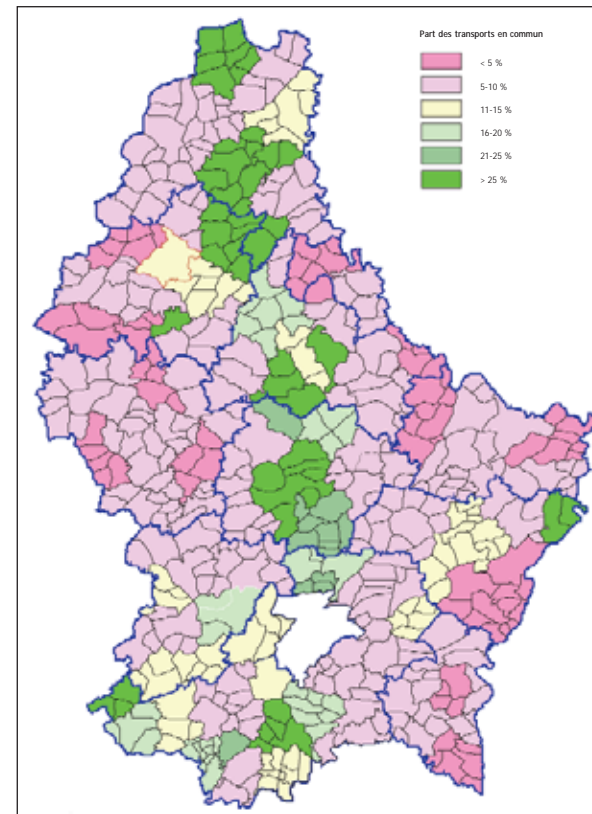 Part des transports en commun
< 5 %
5-10 %
11-15 %
16-20 %
21-25 %
> 25 %